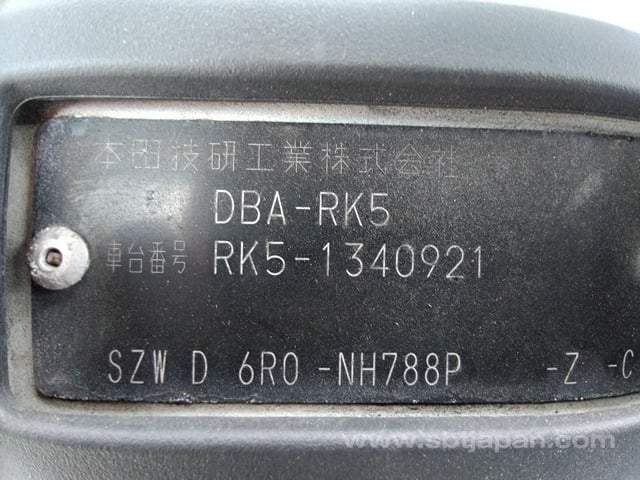 本田技研工業株式会社
DBA-RK5
車台番号 RK5-1340921
SZW D 6R0 -NH788P -Z -C
www.sbtjapan.com